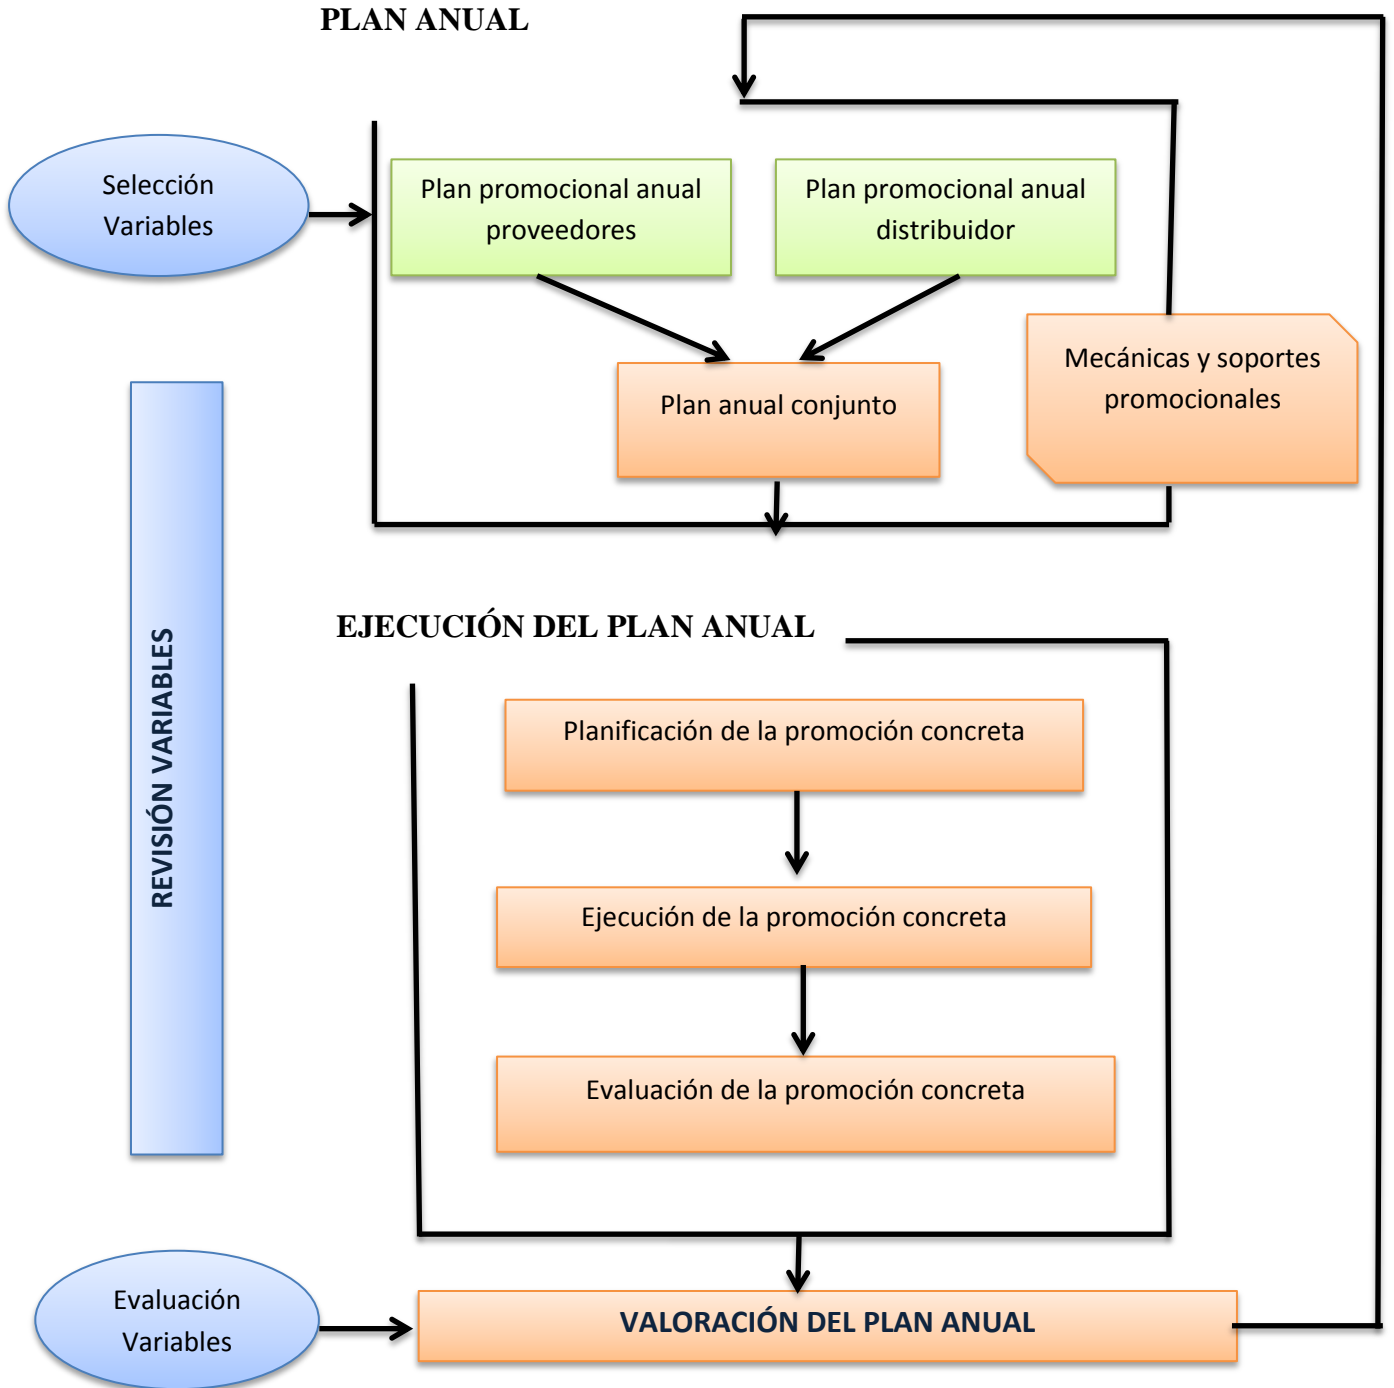 PLAN ANUAL
Selección
Variables
Plan promocional anual
proveedores
Plan promocional anual
distribuidor
Plan anual conjunto
Mecánicas y soportes
promocionales
REVISIÓN VARIABLES
EJECUCIÓN DEL PLAN ANUAL
Planificación de la promoción concreta
Ejecución de la promoción concreta
Evaluación de la promoción concreta
Evaluación
Variables
VALORACIÓN DEL PLAN ANUAL